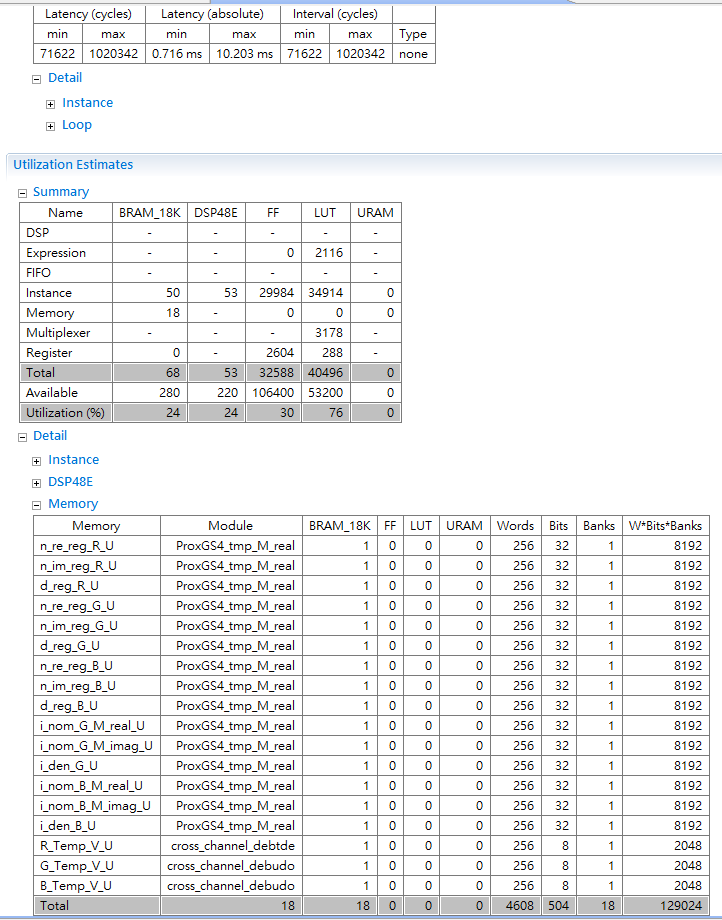 Latency (cycles) Latency (absolute) Interval (cycles)
min max min max min max Type
71622 1020342 0.716 ms 10.203 ms 71622 1020342 none
Detail
Instance
Loop
Utilization Estimates
Summary
Name BRAM_18K DSP48E FF LUT URAM
DSP - - - - -
Expression - - 0 2116 -
FIFO - - - - -
Instance 50 53 29984 34914 0
Memory 18 - 0 0 0
Multiplexer - - - 3178 -
Register 0 - 2604 288 -
Total 68 53 32588 40496 0
Available 280 220 106400 53200 0
Utilization (%) 24 24 30 76 0
Detail
Instance
DSP48E
Memory
Memory Module BRAM_18K FF LUT URAM Words Bits Banks W*Bits*Banks
n_re_reg_R_U ProxGS4_tmp_M_real 1 0 0 0 256 32 1 8192
n_im_reg_R_U ProxGS4_tmp_M_real 1 0 0 0 256 32 1 8192
d_reg_R_U ProxGS4_tmp_M_real 1 0 0 0 256 32 1 8192
n_re_reg_G_U ProxGS4_tmp_M_real 1 0 0 0 256 32 1 8192
n_im_reg_G_U ProxGS4_tmp_M_real 1 0 0 0 256 32 1 8192
d_reg_G_U ProxGS4_tmp_M_real 1 0 0 0 256 32 1 8192
n_re_reg_B_U ProxGS4_tmp_M_real 1 0 0 0 256 32 1 8192
n_im_reg_B_U ProxGS4_tmp_M_real 1 0 0 0 256 32 1 8192
d_reg_B_U ProxGS4_tmp_M_real 1 0 0 0 256 32 1 8192
i_nom_G_M_real_U ProxGS4_tmp_M_real 1 0 0 0 256 32 1 8192
i_nom_G_M_imag_U ProxGS4_tmp_M_real 1 0 0 0 256 32 1 8192
i_den_G_U ProxGS4_tmp_M_real 1 0 0 0 256 32 1 8192
i_nom_B_M_real_U ProxGS4_tmp_M_real 1 0 0 0 256 32 1 8192
i_nom_B_M_imag_U ProxGS4_tmp_M_real 1 0 0 0 256 32 1 8192
i_den_B_U ProxGS4_tmp_M_real 1 0 0 0 256 32 1 8192
R_Temp_V_U cross_channel_debtde 1 0 0 0 256 8 1 2048
G_Temp_V_U cross_channel_debudo 1 0 0 0 256 8 1 2048
B_Temp_V_U cross_channel_debudo 1 0 0 0 256 8 1 2048
Total 18 18 0 0 0 4608 504 18 129024